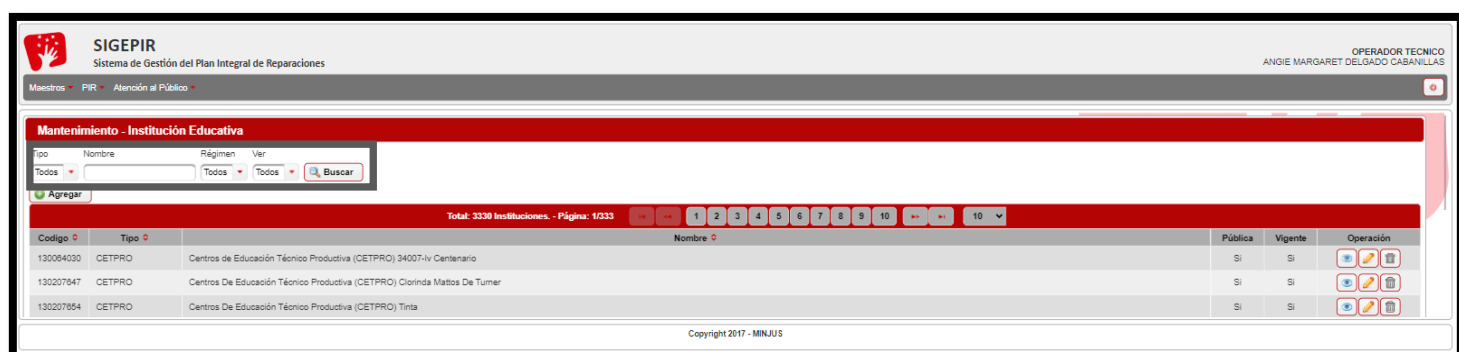 SIGEPIR
Sistema de Gestión del Plan Integral de Reparaciones
OPERADOR TECNICO
ANGIE MARGARET DELGADO CABANILLAS
Maestros PIR Atención al Público
Mantenimiento - Institución Educativa
Tipo Nombre Régimen Ver
Todos Todos Todos Buscar
Agregar
Total: 3330 Instituciones. - Página: 1/333 1 2 3 4 5 6 7 8 9 10 10
Codigo Tipo Nombre Pública Vigente Operación
130064030 CETPRO Centros de Educación Técnico Productiva (CETPRO) 34007-Iv Centenario Si Si
130207647 CETPRO Centros De Educación Técnico Productiva (CETPRO) Clorinda Mattos De Turner Si Si
130207654 CETPRO Centros De Educación Técnico Productiva (CETPRO) Tinta Si Si
Copyright 2017 - MINJUS